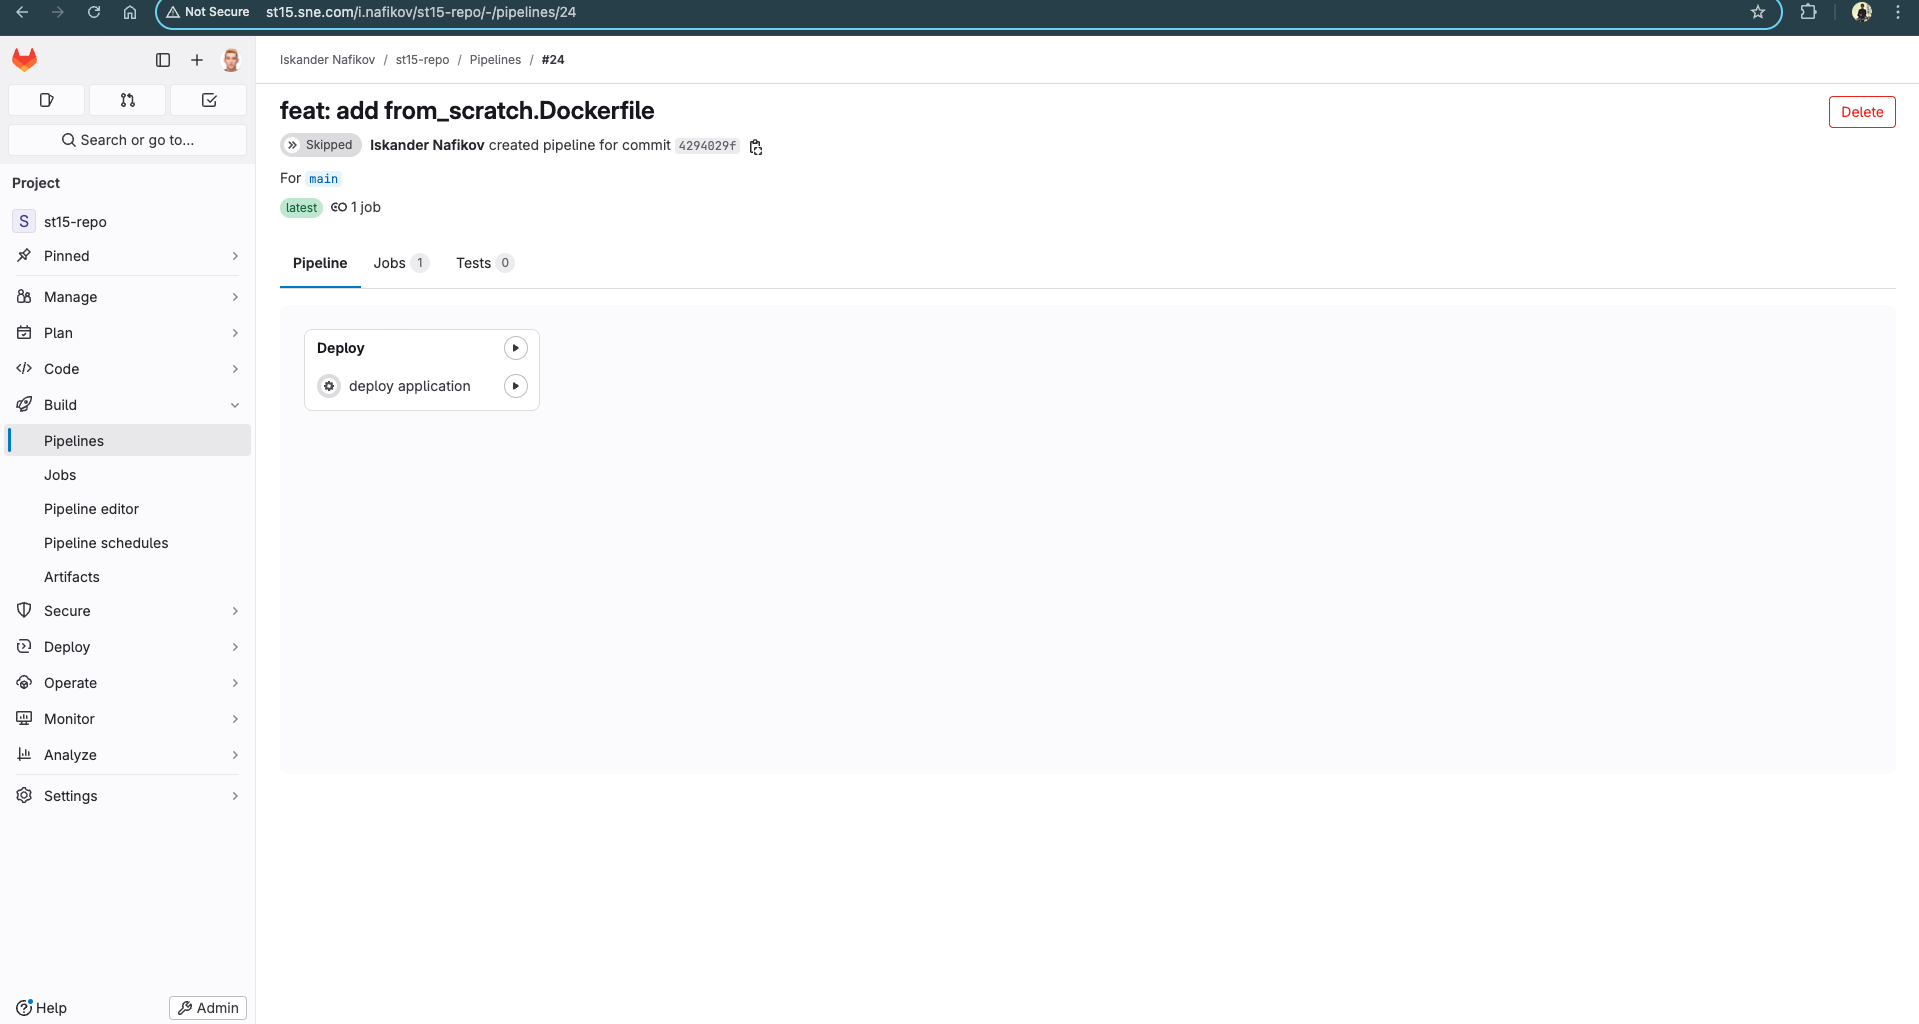 Not Secure st15.sne.com/i.nafikov/st15-repo/-/pipelines/24
Iskander Nafikov / st15-repo / Pipelines / #24
feat: add from_scratch.Dockerfile
Delete
Skipped Iskander Nafikov created pipeline for commit 4294029f
For main
latest 1 job
Pipeline Jobs 1 Tests 0
Deploy
deploy application
Search or go to...
Project
S st15-repo
Pinned
Manage
Plan
Code
Build
Pipelines
Jobs
Pipeline editor
Pipeline schedules
Artifacts
Secure
Deploy
Operate
Monitor
Analyze
Settings
Help
Admin